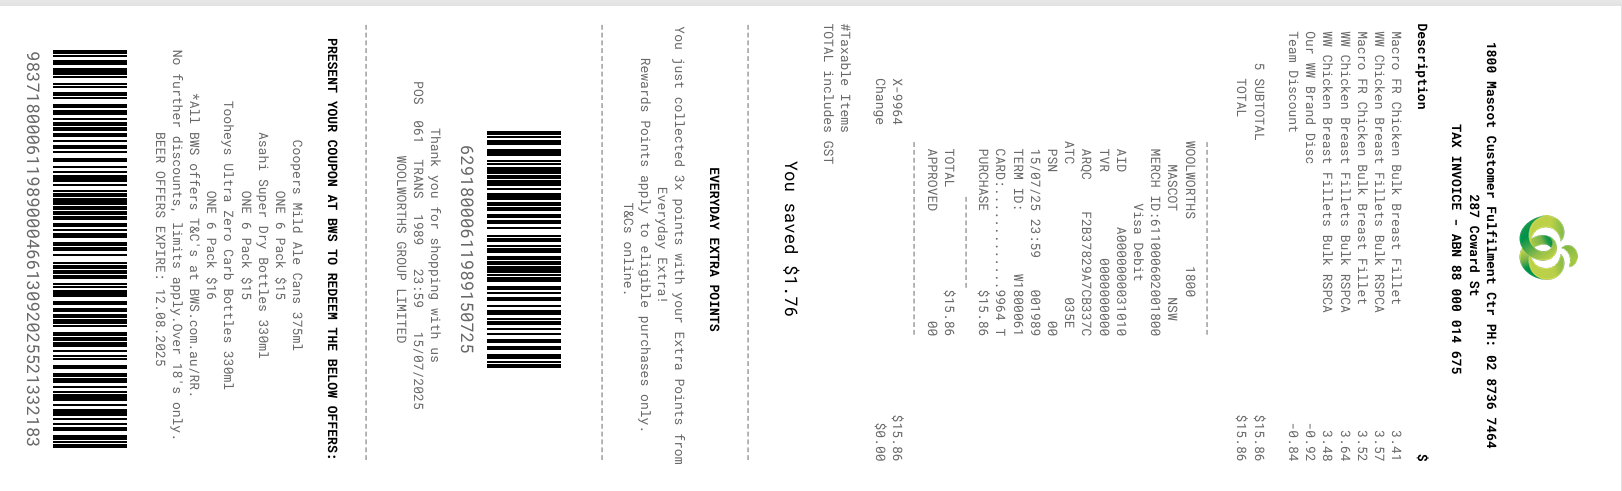 1800 Mascot Customer Fulfilment Ctr PH: 02 8736 7464
287 Coward St
TAX INVOICE - ABN 88 000 014 675
Description $
Macro FR Chicken Bulk Breast Fillet 3.41
WW Chicken Breast Fillets Bulk RSPCA 3.57
Macro FR Chicken Bulk Breast Fillet 3.52
WW Chicken Breast Fillets Bulk RSPCA 3.64
WW Chicken Breast Fillets Bulk RSPCA 3.48
Our WW Brand Disc -0.92
Team Discount -0.84
5 SUBTOTAL $15.86
TOTAL $15.86
WOOLWORTHS 1800
MASCOT NSW
MERCH ID:611000602001800
Visa Debit
AID A0000000031010
TVR 0000000000
ARQC F2B37829A7CB337C
ATC 035E
PSN 00
15/07/25 23:59 001989
TERM ID: W1800061
CARD:...........9964 T
PURCHASE $15.86
TOTAL $15.86
APPROVED 00
X-9964 $15.86
Change $0.00
#Taxable Items
TOTAL includes GST
You saved $1.76
EVERYDAY EXTRA POINTS
You just collected 3x points with your Extra Points from
Everyday Extra!
Rewards Points apply to eligible purchases only.
T&Cs online.
62918000611989150725
Thank you for shopping with us
POS 061 TRANS 1989 23:59 15/07/2025
WOOLWORTHS GROUP LIMITED
PRESENT YOUR COUPON AT BWS TO REDEEM THE BELOW OFFERS:
Coopers Mild Ale Cans 375ml
ONE 6 Pack $15
Asahi Super Dry Bottles 330ml
ONE 6 Pack $15
Tooheys Ultra Zero Carb Bottles 330ml
ONE 6 Pack $16
*All BWS offers T&C's at BWS.com.au/RR.
No further discounts, limits apply.Over 18's only.
BEER OFFERS EXPIRE: 12.08.2025
98371800061198900046613092025521332183